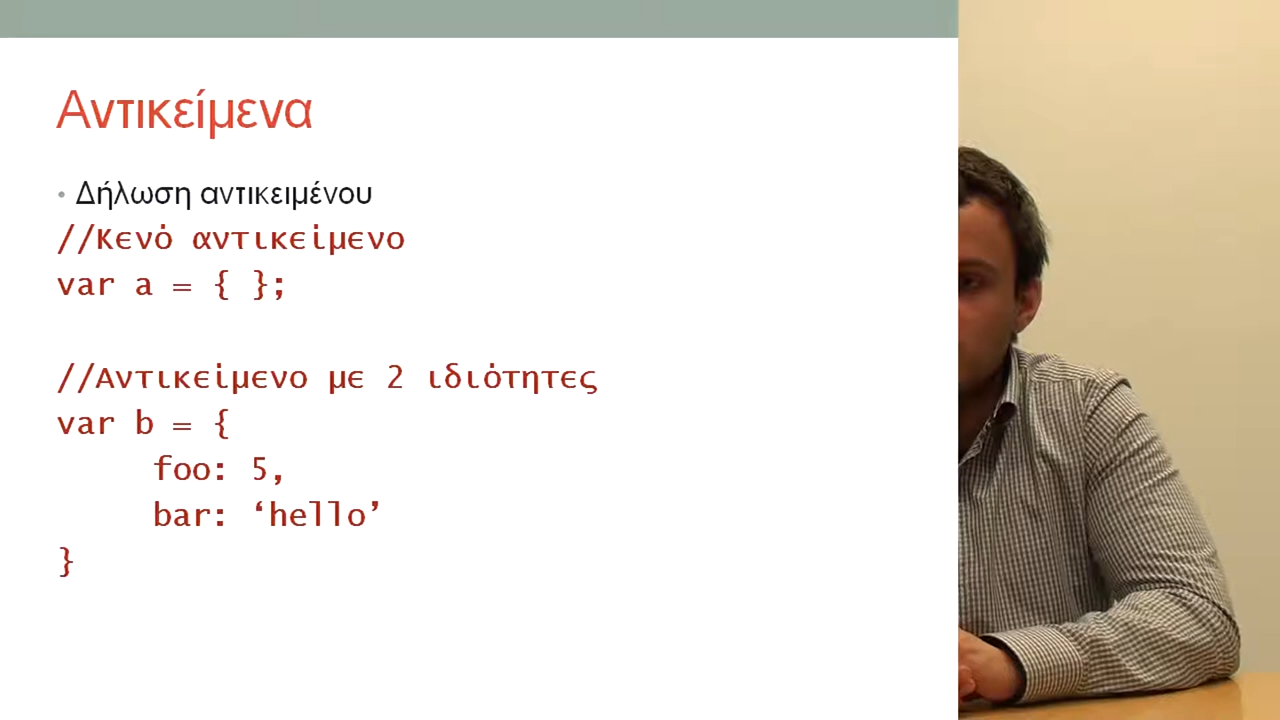 Αντικείμενα
• Δήλωση αντικειμένου
//Κενό αντικείμενο
var a = { };
//Αντικείμενο με 2 ιδιότητες
var b = {
foo: 5,
bar: ‘hello’
}